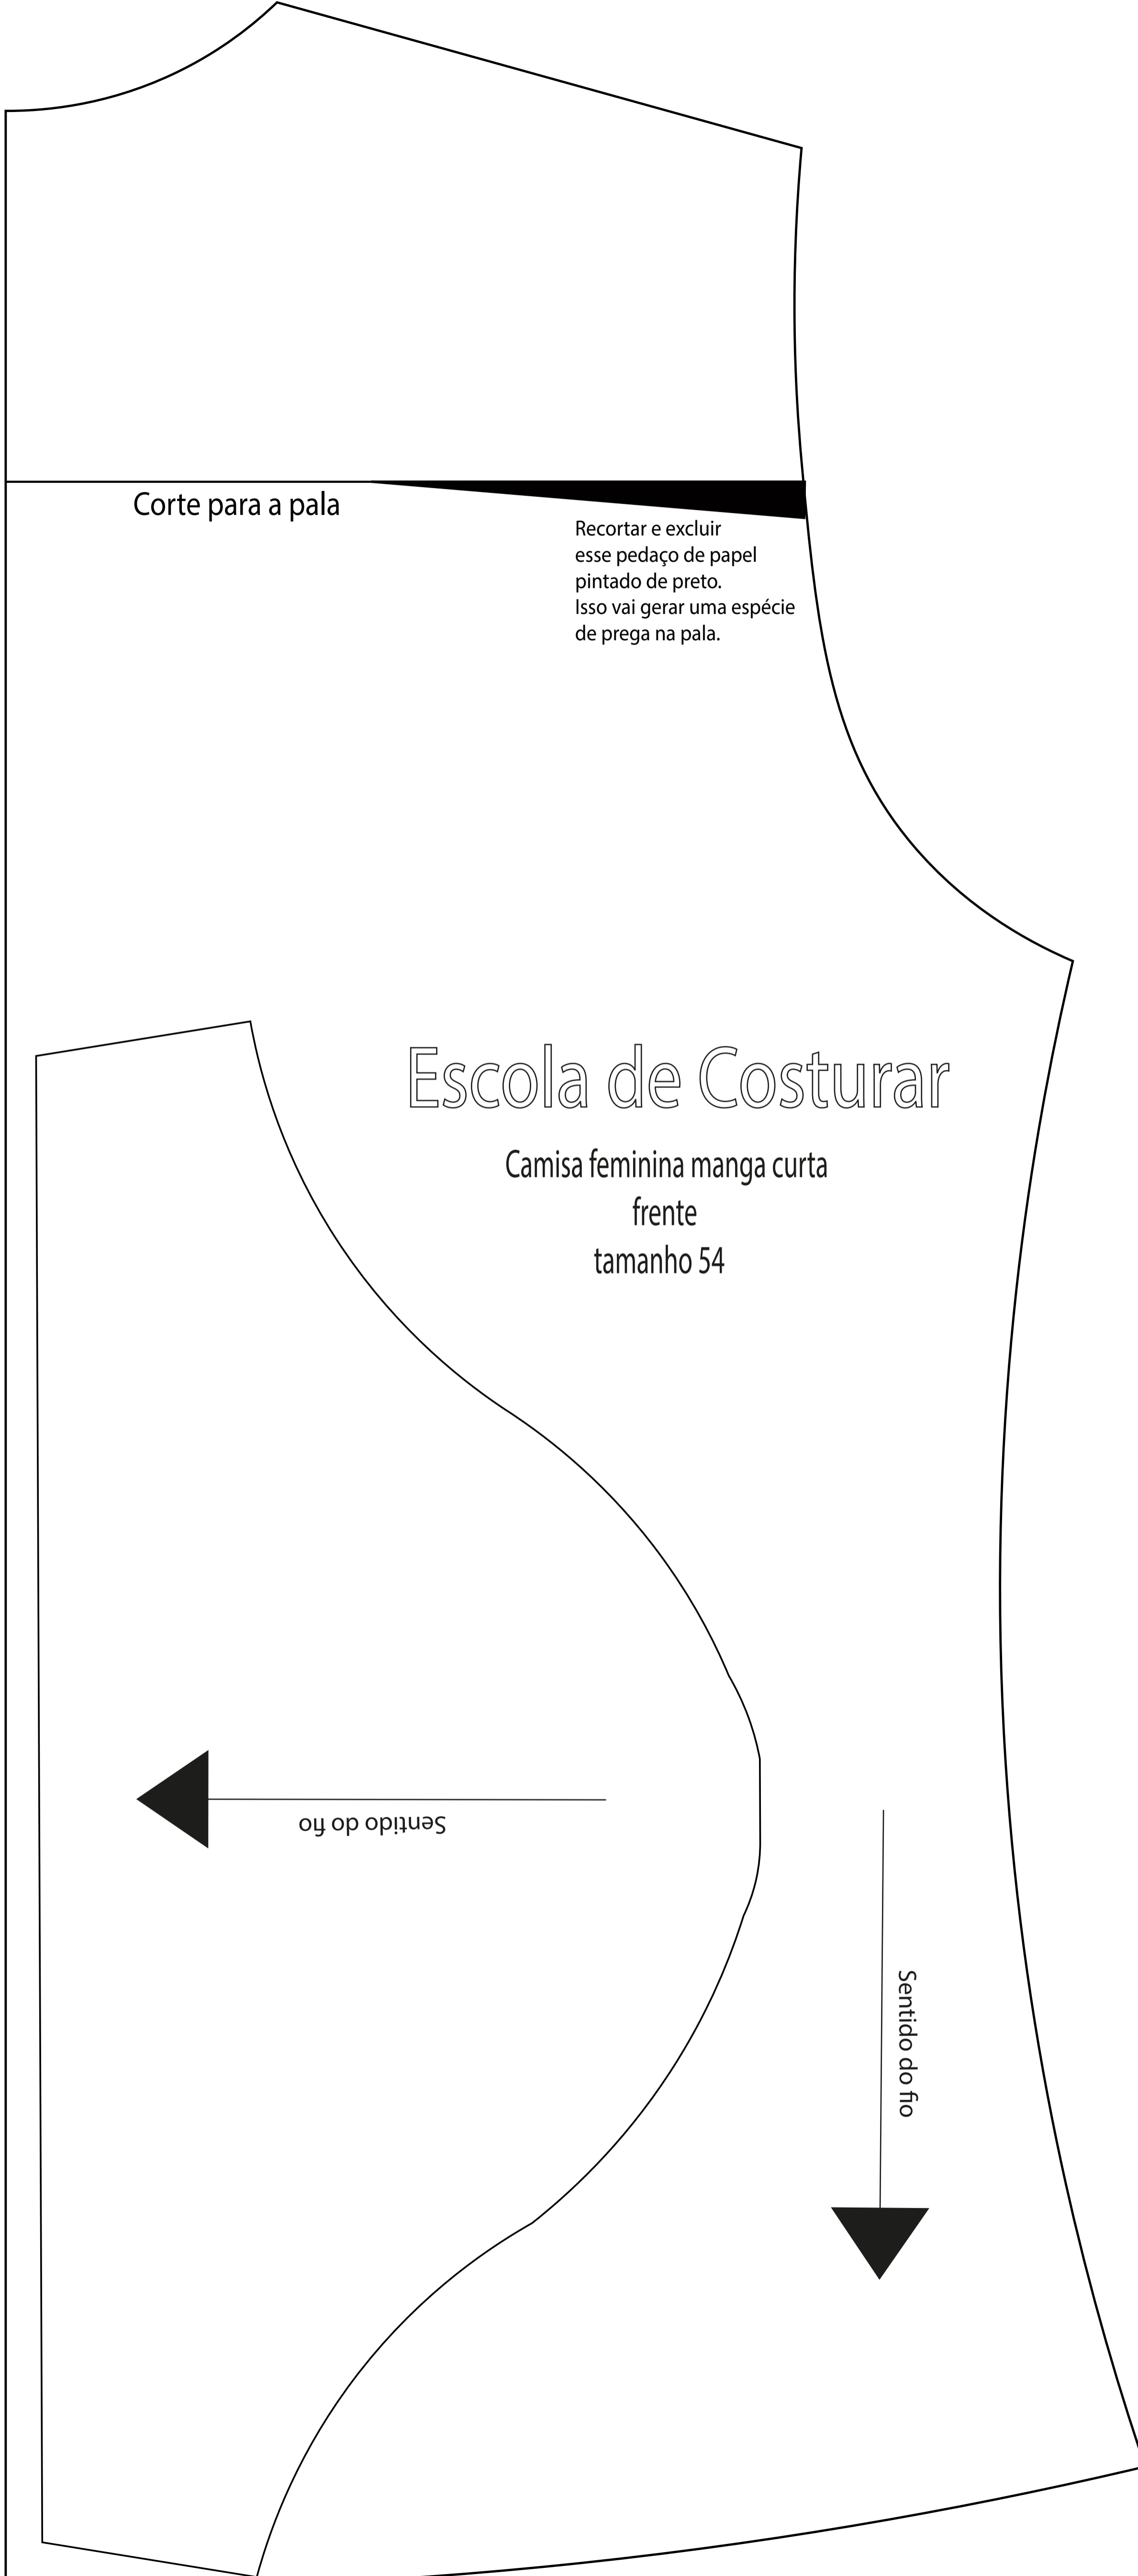 Corte para a pala
Recortar e excluir
esse pedaço de papel
pintado de preto.
Isso vai gerar uma espécie
de prega na pala.
Escola de Costurar
Camisa feminina manga curta
frente
tamanho 54
Sentido do fio
Sentido do fio